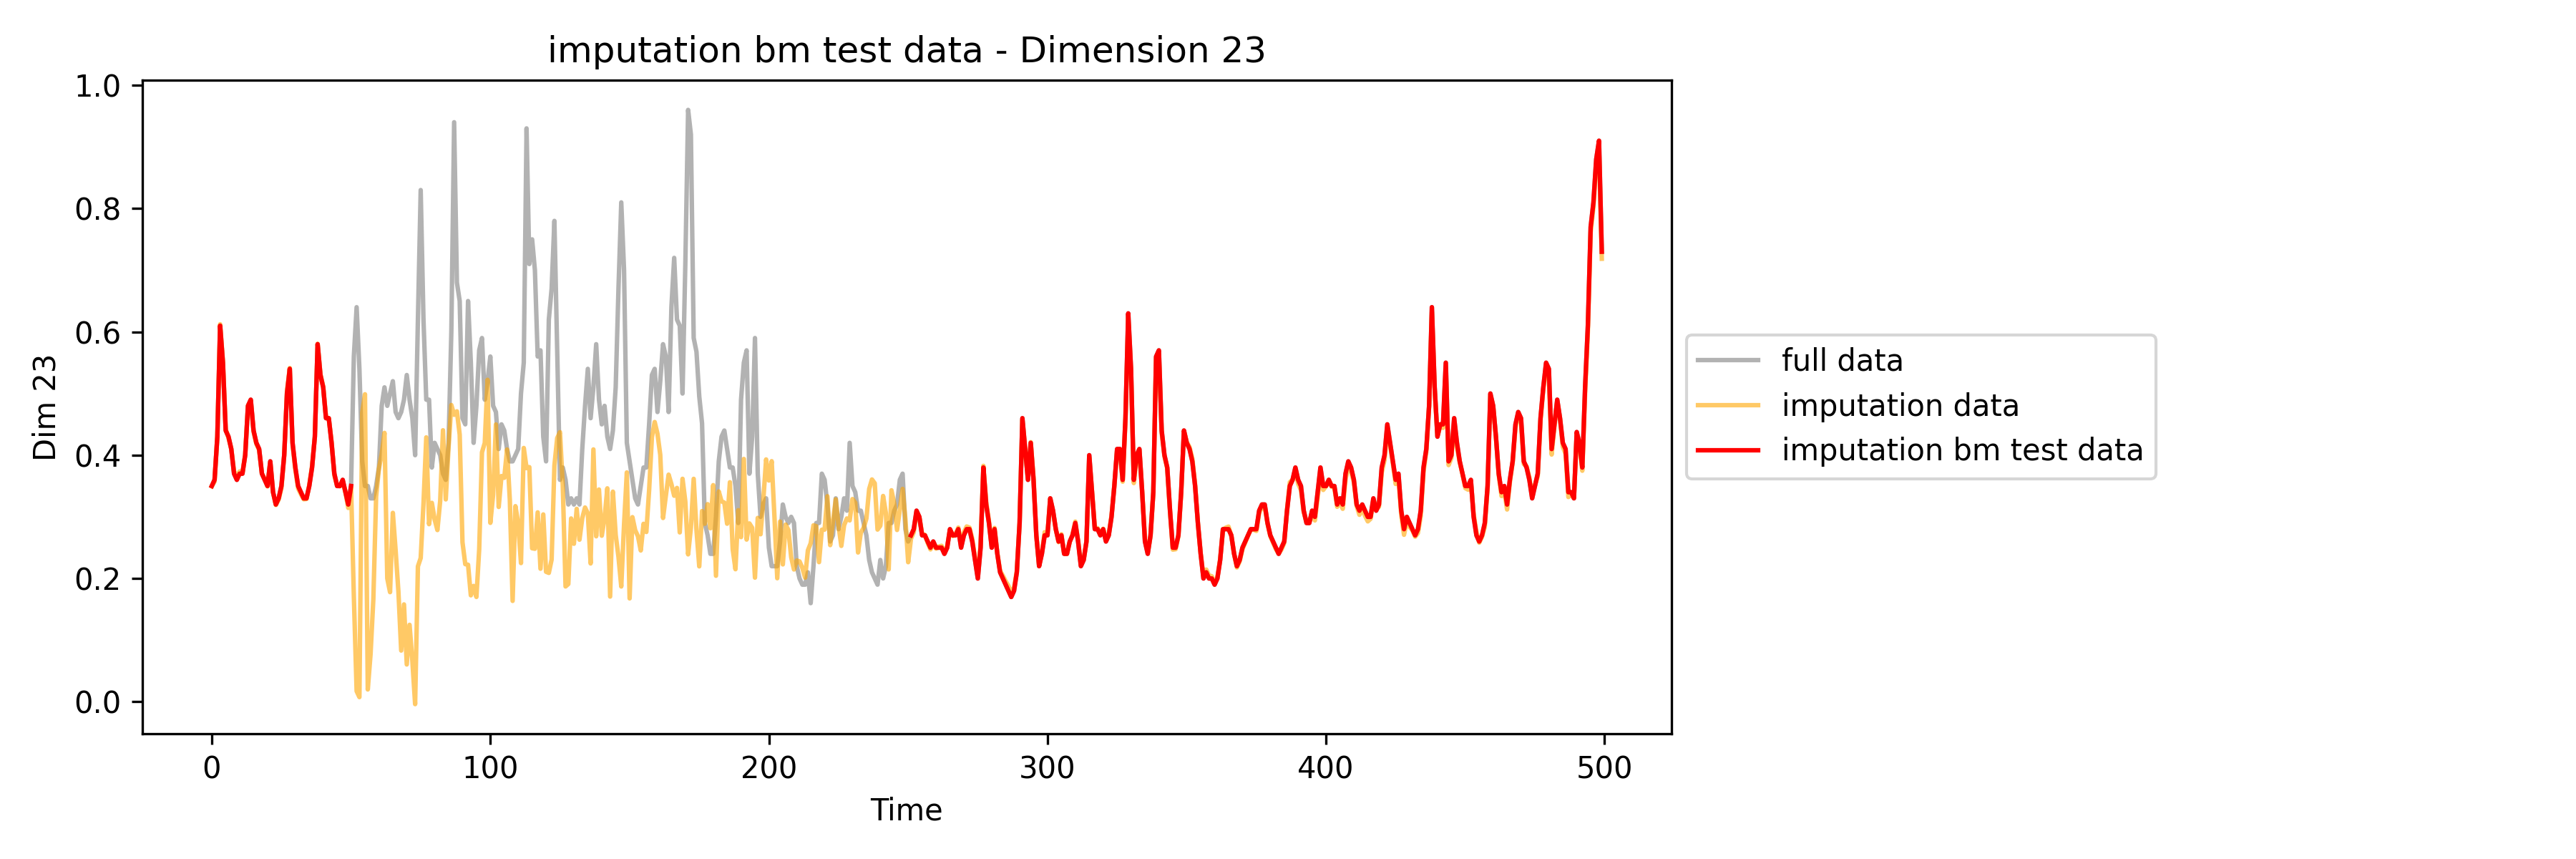 imputation bm test data - Dimension 23
1.0
0.8
0.6
0.4
0.2
0.0
Dim 23
0 100 200 300 400 500
Time
full data
imputation data
imputation bm test data